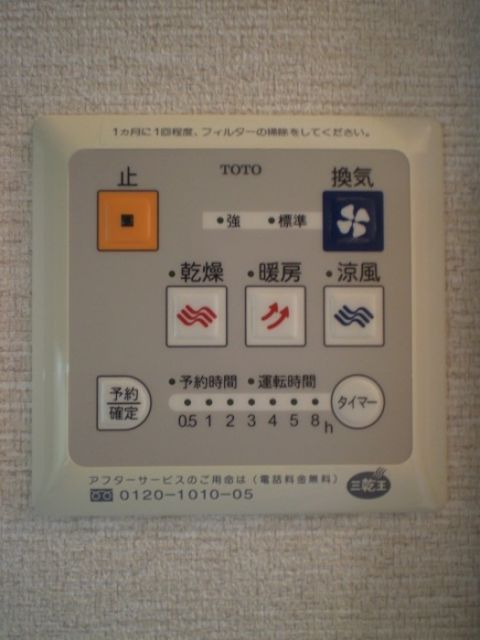 1ヵ月に1回程度、フィルターの掃除をしてください。
TOTO
止
換気
強 標準
乾燥 暖房 涼風
予約確定
予約時間 運転時間
タイマー
0.5 1 2 3 4 5 8 h
アフターサービスのご用命は(電話料金無料)
0120-1010-05
三乾王